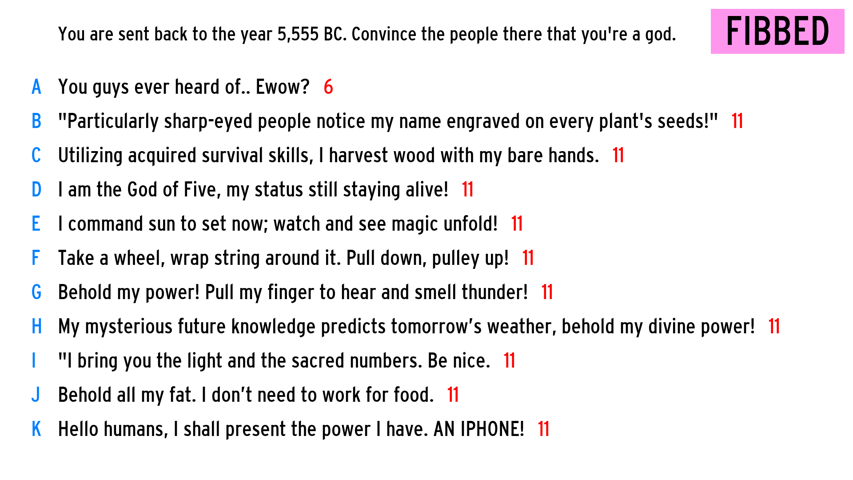 You are sent back to the year 5,555 BC. Convince the people there that you're a god.
FIBBED
A You guys ever heard of.. Ewow? 6
B "Particularly sharp-eyed people notice my name engraved on every plant's seeds!" 11
C Utilizing acquired survival skills, I harvest wood with my bare hands. 11
D I am the God of Five, my status still staying alive! 11
E I command sun to set now; watch and see magic unfold! 11
F Take a wheel, wrap string around it. Pull down, pulley up! 11
G Behold my power! Pull my finger to hear and smell thunder! 11
H My mysterious future knowledge predicts tomorrow’s weather, behold my divine power! 11
I "I bring you the light and the sacred numbers. Be nice. 11
J Behold all my fat. I don’t need to work for food. 11
K Hello humans, I shall present the power I have. AN IPHONE! 11